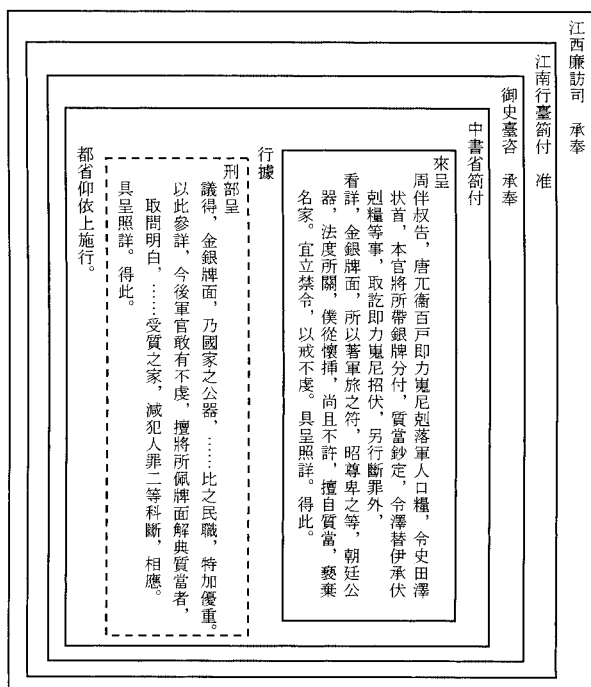 江西廉訪司　承奉
江南行臺劄付　准
御史臺咨　承奉
中書省劄付
來呈
周伴叔告，唐兀衞百戶即力嵬尼剋落軍人口糧，令史田澤
状首，本官將所帶銀牌分付，質當鈔定，令澤替伊承伏
剋糧等事，取訖即力嵬尼招伏，另行斷罪外，
看詳，金銀牌面，所以著軍旅之符，昭尊卑之等，朝廷公
器，法度所關，僕從懷挿，尚且不許，擅自質當，褻棄
名家。宜立禁令，以戒不虔。具呈照詳。得此。
行據
刑部呈
議得，金銀牌面，乃國家之公器，……比之民職，特加優重。
以此參詳，今後軍官敢有不虔，擅將所佩牌面解典質當者，
取問明白，……受質之家，減犯人罪二等科斷，相應。
具呈照詳。得此。
都省仰依上施行。